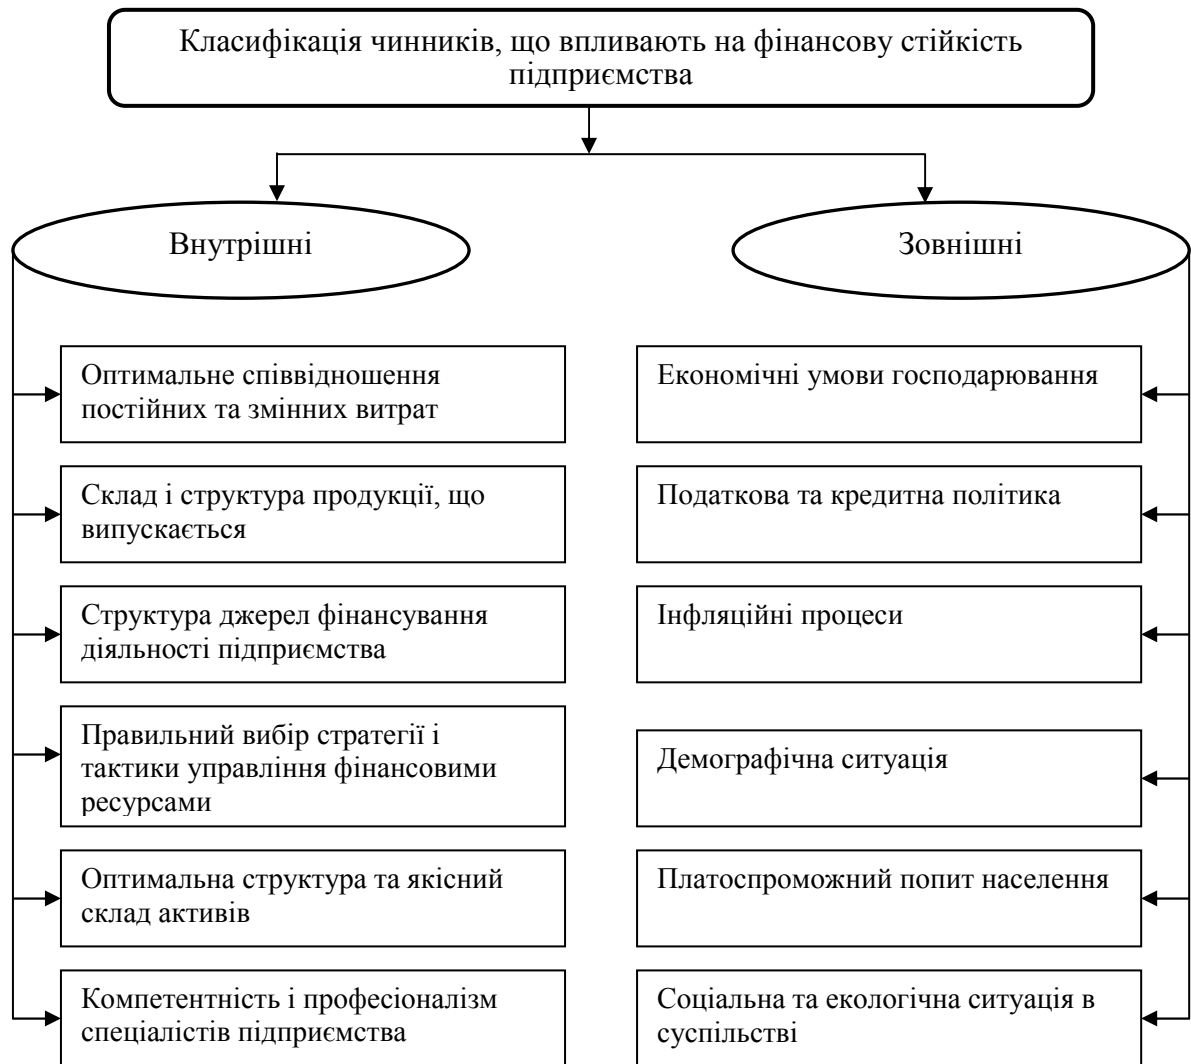 Класифікація чинників, що впливають на фінансову стійкість
підприємства
Внутрішні
Зовнішні
Оптимальне співвідношення
постійних та змінних витрат
Склад і структура продукції, що
випускається
Структура джерел фінансування
діяльності підприємства
Правильний вибір стратегії і
тактики управління фінансовими
ресурсами
Оптимальна структура та якісний
склад активів
Компетентність і професіоналізм
спеціалістів підприємства
Економічні умови господарювання
Податкова та кредитна політика
Інфляційні процеси
Демографічна ситуація
Платоспроможний попит населення
Соціальна та екологічна ситуація в
суспільстві